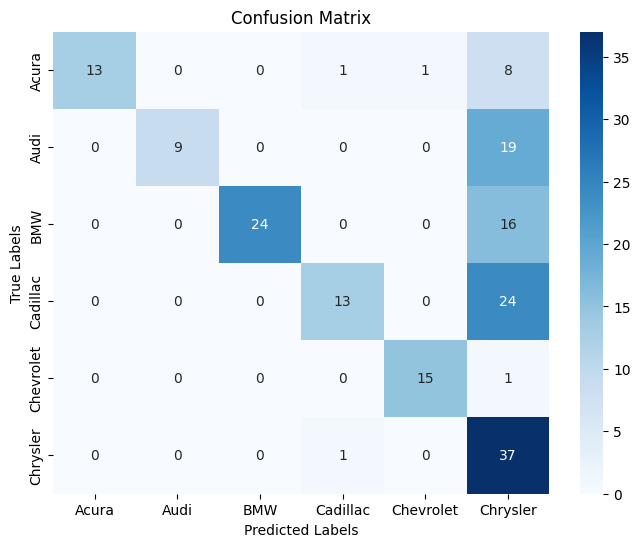 Confusion Matrix
True Labels
Acura 13 0 0 1 1 8
Audi 0 9 0 0 0 19
BMW 0 0 24 0 0 16
Cadillac 0 0 0 13 0 24
Chevrolet 0 0 0 0 15 1
Chrysler 0 0 0 1 0 37
Acura Audi BMW Cadillac Chevrolet Chrysler
Predicted Labels
35
30
25
20
15
10
5
0